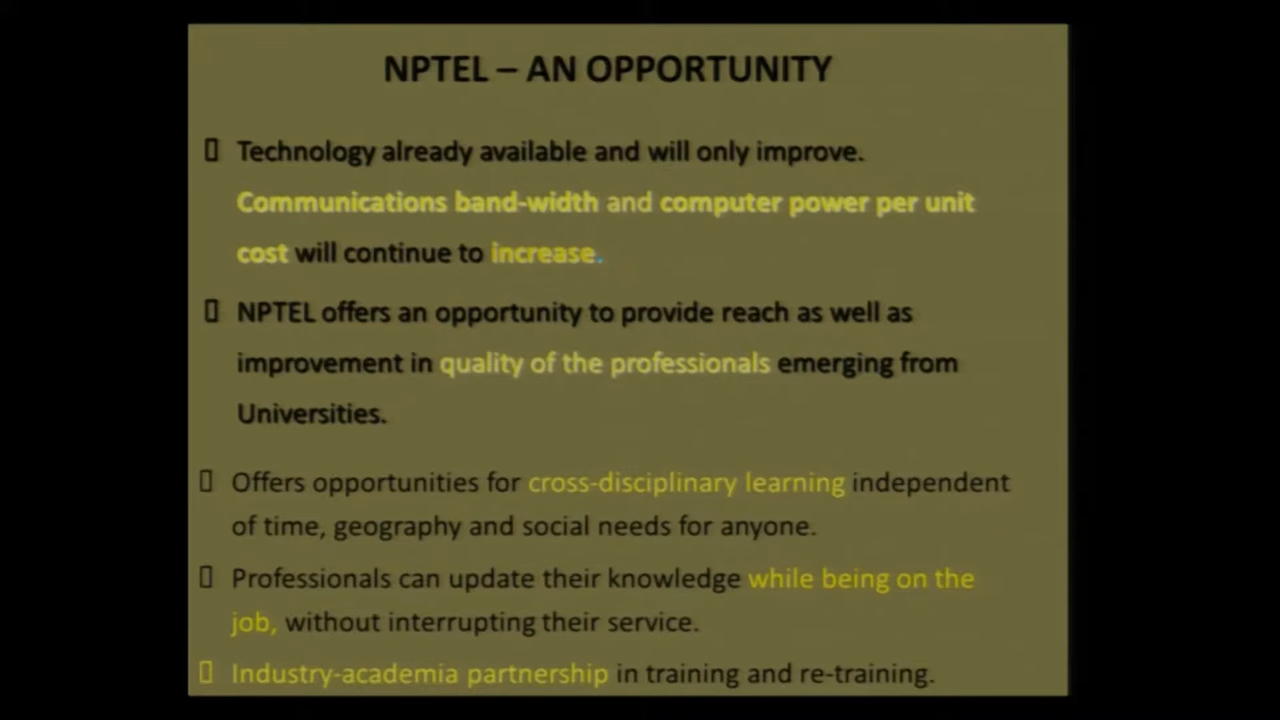 NPTEL – AN OPPORTUNITY
Technology already available and will only improve.
Communications band-width and computer power per unit
cost will continue to increase.
NPTEL offers an opportunity to provide reach as well as
improvement in quality of the professionals emerging from
Universities.
Offers opportunities for cross-disciplinary learning independent
of time, geography and social needs for anyone.
Professionals can update their knowledge while being on the
job, without interrupting their service.
Industry-academia partnership in training and re-training.